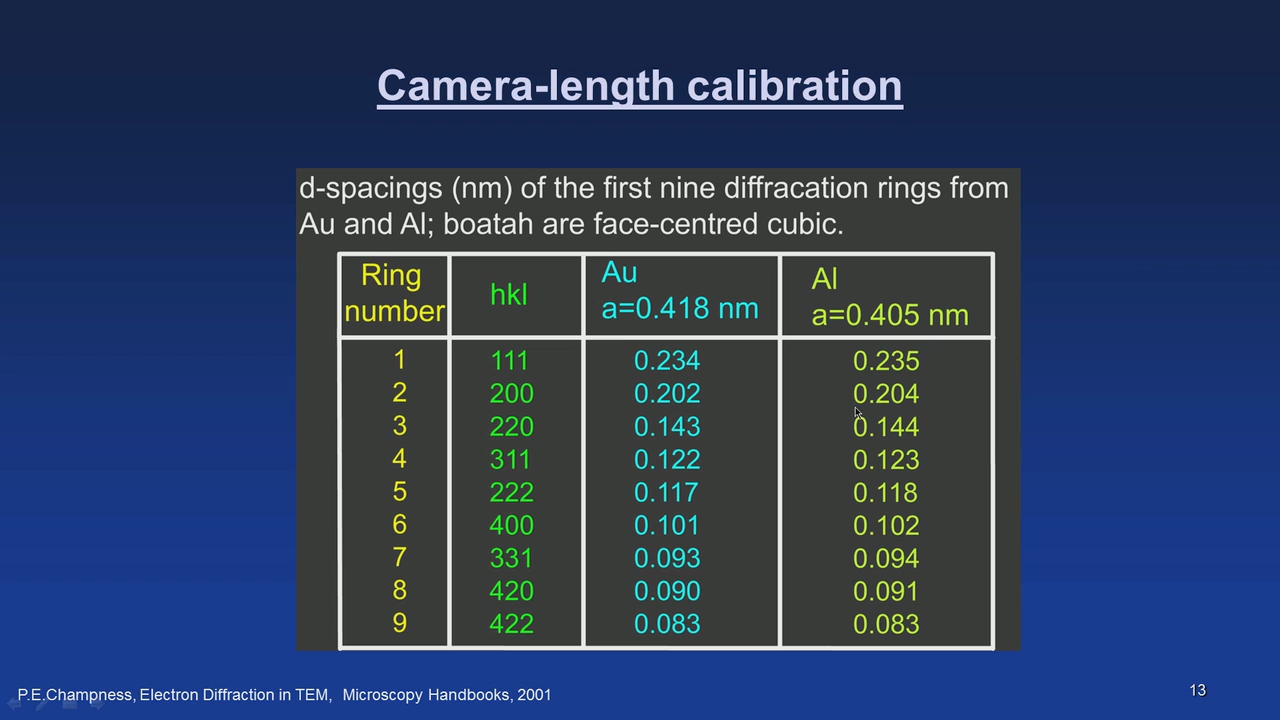 Camera-length calibration
d-spacings (nm) of the first nine diffracation rings from
Au and Al; boatah are face-centred cubic.
Ring number hkl Au a=0.418 nm Al a=0.405 nm
1 111 0.234 0.235
2 200 0.202 0.204
3 220 0.143 0.144
4 311 0.122 0.123
5 222 0.117 0.118
6 400 0.101 0.102
7 331 0.093 0.094
8 420 0.090 0.091
9 422 0.083 0.083
P.E.Champness, Electron Diffraction in TEM, Microscopy Handbooks, 2001
13